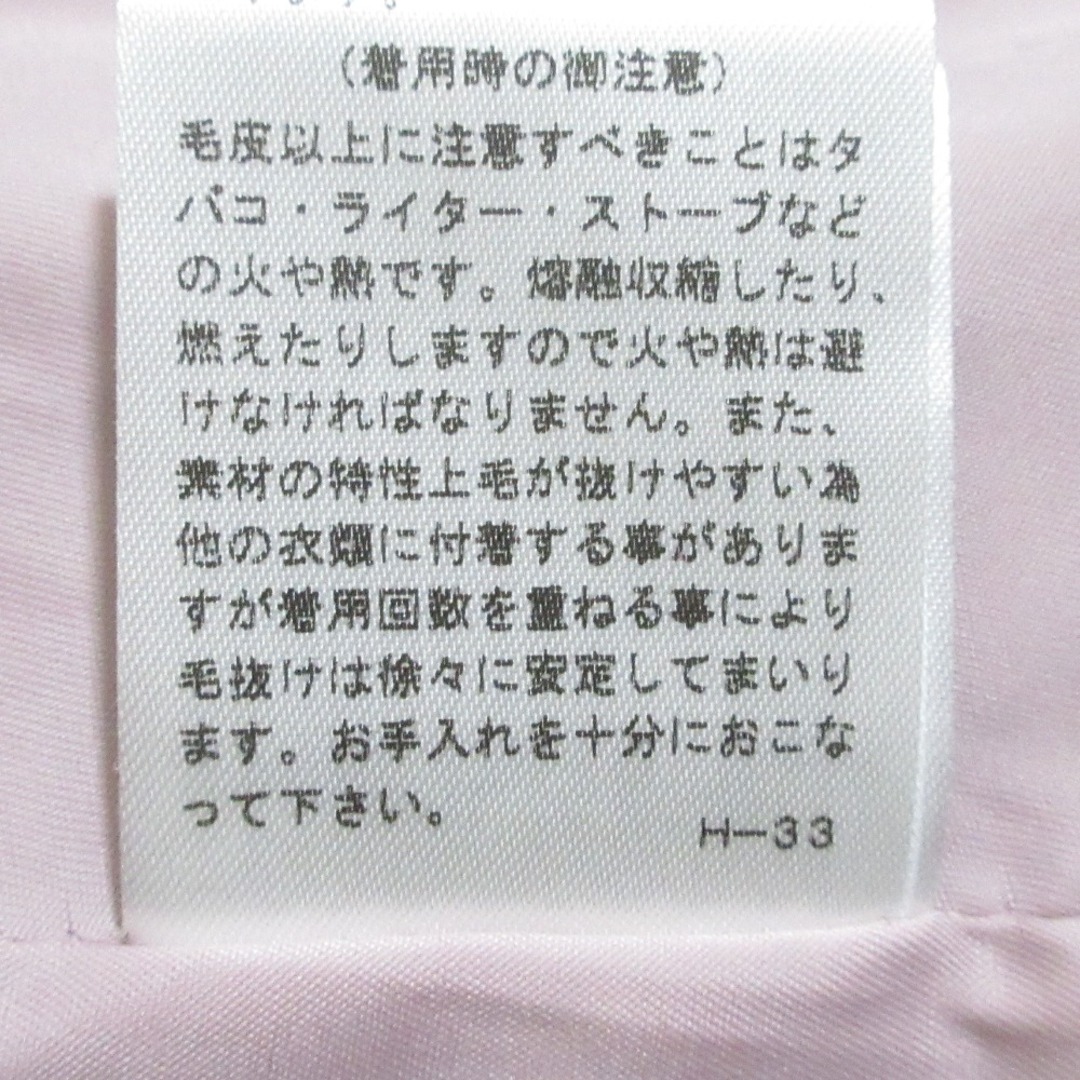 (着用時の御注意)
毛皮以上に注意すべきことはタ
バコ・ライター・ストーブなど
の火や熱です。熔融収縮したり、
燃えたりしますので火や熱は避
けなければなりません。また、
素材の特性上毛が抜けやすい為
他の衣類に付着する事がありま
すが着用回数を重ねる事により
毛抜けは徐々に安定してまいり
ます。お手入れを十分におこな
って下さい。
H-33